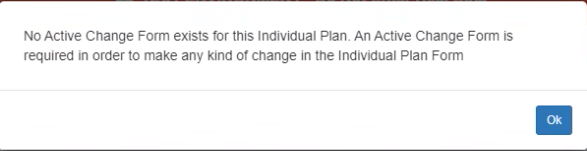 No Active Change Form exists for this Individual Plan. An Active Change Form is
required in order to make any kind of change in the Individual Plan Form
Ok